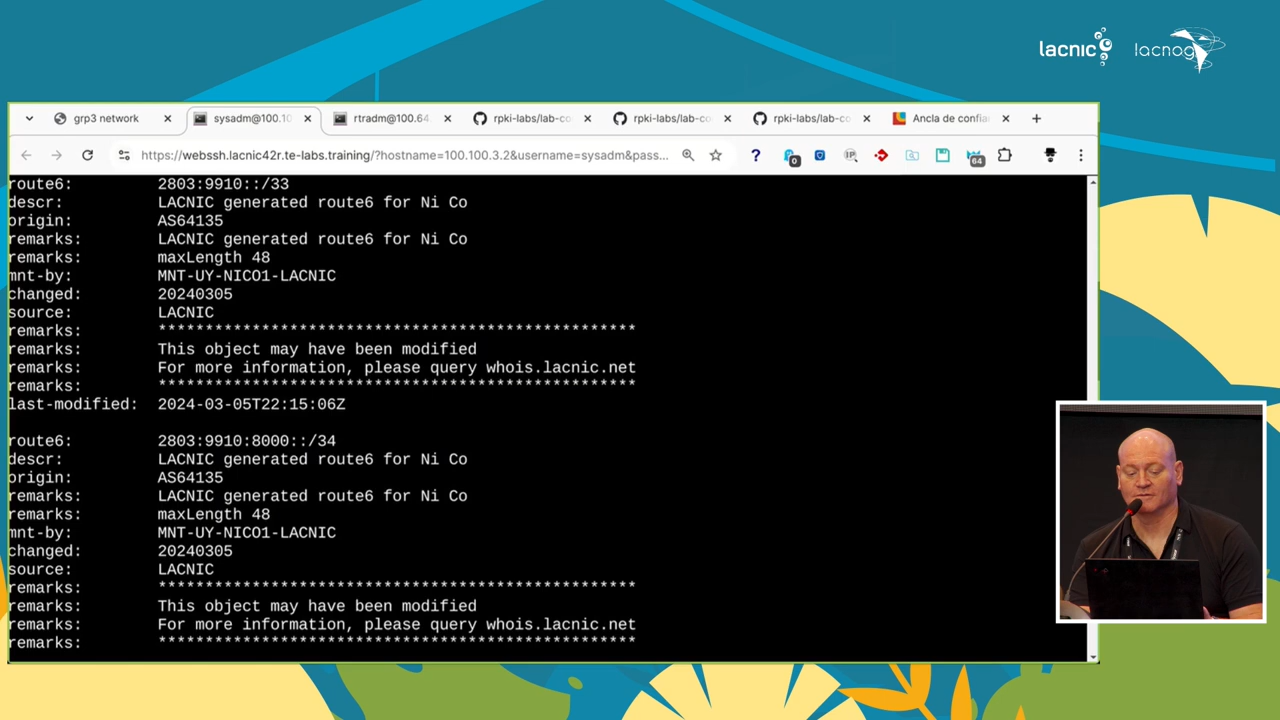 lacnic
lacnog
grp3 network
sysadm@100.10
rtradm@100.64.
rpki-labs/lab-co
rpki-labs/lab-co
rpki-labs/lab-co
Ancla de confia
https://webssh.lacnic42r.te-labs.training/?hostname=100.100.3.2&username=sysadm&pass...
0
IP
64
route6: 2803:9910::/33
descr: LACNIC generated route6 for Ni Co
origin: AS64135
remarks: LACNIC generated route6 for Ni Co
remarks: maxLength 48
mnt-by: MNT-UY-NICO1-LACNIC
changed: 20240305
source: LACNIC
remarks: ***************************************************
remarks: This object may have been modified
remarks: For more information, please query whois.lacnic.net
remarks: ***************************************************
last-modified: 2024-03-05T22:15:06Z
route6: 2803:9910:8000::/34
descr: LACNIC generated route6 for Ni Co
origin: AS64135
remarks: LACNIC generated route6 for Ni Co
remarks: maxLength 48
mnt-by: MNT-UY-NICO1-LACNIC
changed: 20240305
source: LACNIC
remarks: ***************************************************
remarks: This object may have been modified
remarks: For more information, please query whois.lacnic.net
remarks: ***************************************************